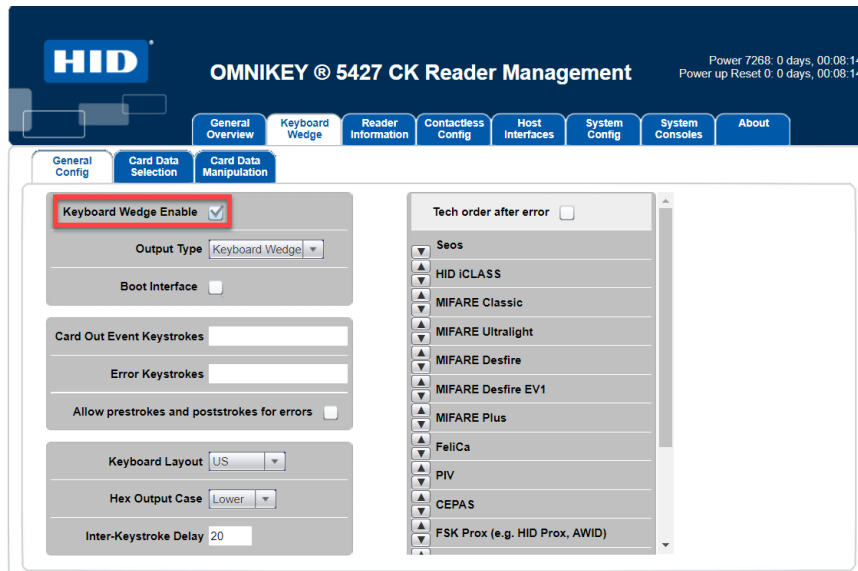 HID
OMNIKEY ® 5427 CK Reader Management
Power 7268: 0 days, 00:08:14
Power up Reset 0: 0 days, 00:08:14
General Overview
Keyboard Wedge
Reader Information
Contactless Config
Host Interfaces
System Config
System Consoles
About
General Config
Card Data Selection
Card Data Manipulation
Keyboard Wedge Enable
Output Type Keyboard Wedge
Boot Interface
Card Out Event Keystrokes
Error Keystrokes
Allow prestrokes and poststrokes for errors
Keyboard Layout US
Hex Output Case Lower
Inter-Keystroke Delay 20
Tech order after error
Seos
HID iCLASS
MIFARE Classic
MIFARE Ultralight
MIFARE Desfire
MIFARE Desfire EV1
MIFARE Plus
FeliCa
PIV
CEPAS
FSK Prox (e.g. HID Prox, AWID)